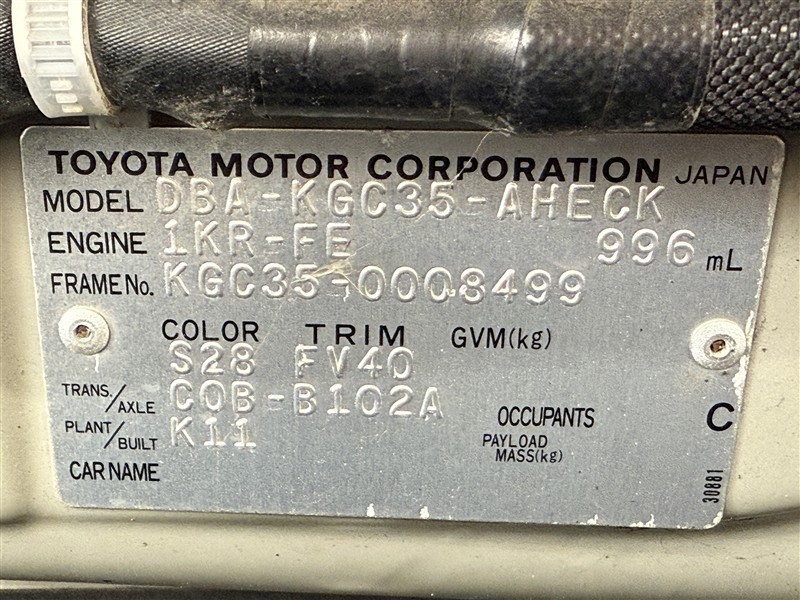 TOYOTA MOTOR CORPORATION JAPAN
MODEL DBA-KGC35-AHECK
ENGINE 1KR-FE 996 mL
FRAME No. KGC35-0008499
COLOR TRIM GVM(kg)
S28 FV40
TRANS./AXLE C0B-B102A
PLANT/BUILT K11
OCCUPANTS C
PAYLOAD MASS(kg)
CAR NAME
30881